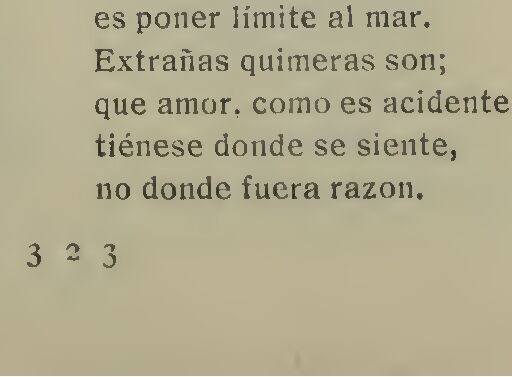 es poner límite al mar.
Extrañas quimeras son;
que amor. como es acidente
tiénese donde se siente,
no donde fuera razon.
3 2 3